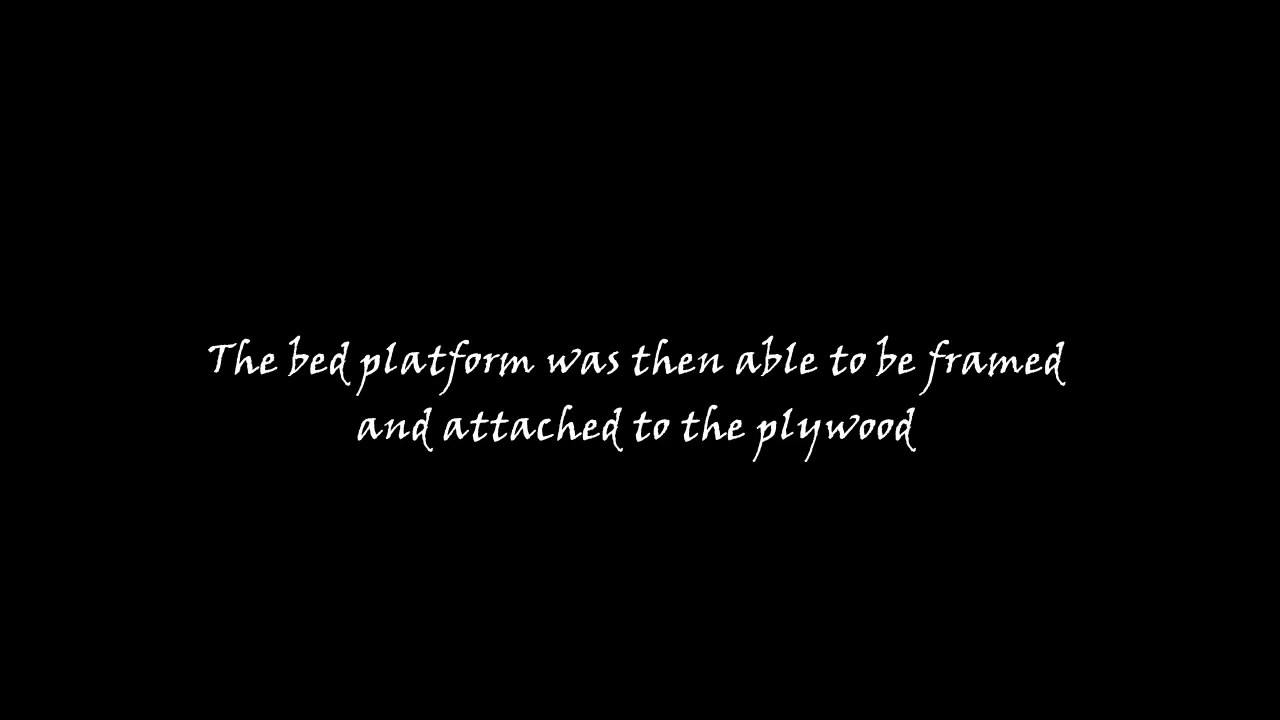 The bed platform was then able to be framed
and attached to the plywood